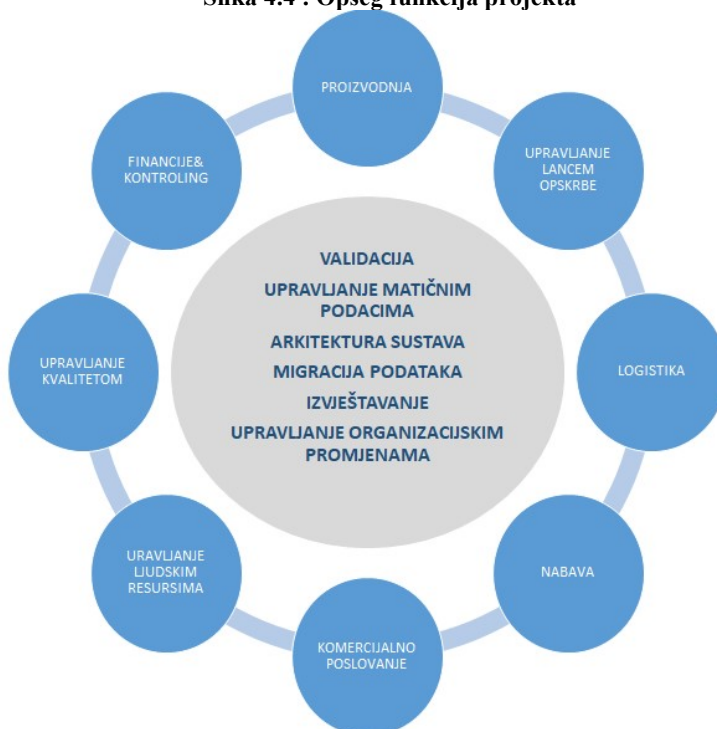 Slika 4.4 : Opseg funkcija projekta
PROIZVODNJA
UPRAVLJANJE
LANCEM
OPSKRBE
LOGISTIKA
NABAVA
KOMERCIJALNO
POSLOVANJE
URAVLJANJE
LJUDSKIM
RESURSIMA
UPRAVLJANJE
KVALITETOM
FINANCIJE&
KONTROLING
VALIDACIJA
UPRAVLJANJE MATIČNIM
PODACIMA
ARKITEKTURA SUSTAVA
MIGRACIJA PODATAKA
IZVJEŠTAVANJE
UPRAVLJANJE ORGANIZACIJSKIM
PROMJENAMA